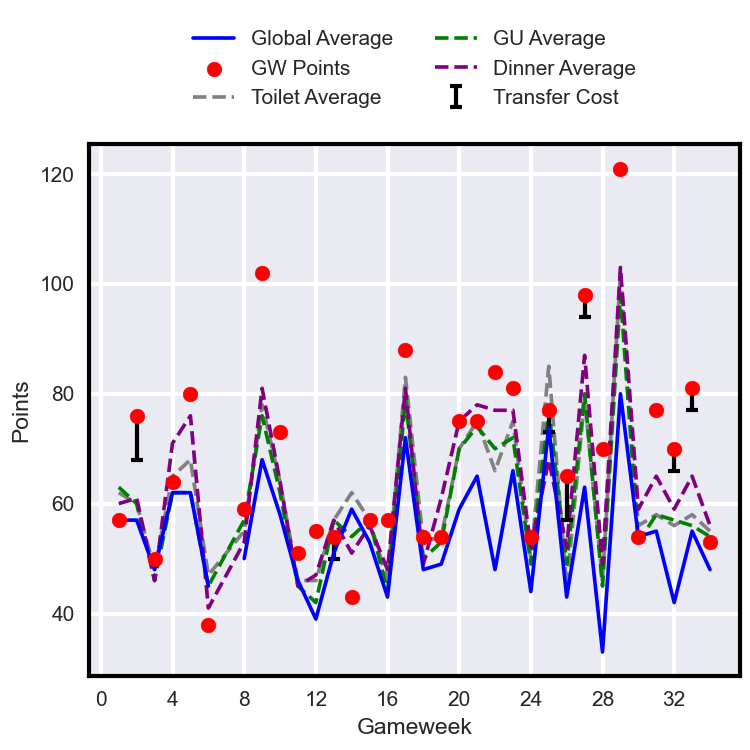 Global Average
GW Points
Toilet Average
GU Average
Dinner Average
Transfer Cost
120
100
80
60
40
Points
0 4 8 12 16 20 24 28 32
Gameweek